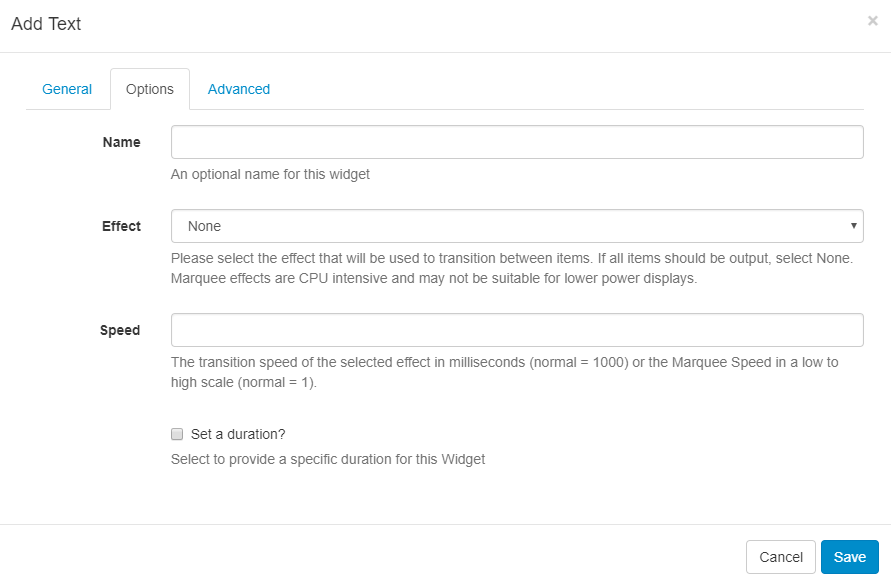 Add Text
×
General Options Advanced
Name
An optional name for this widget
Effect None
Please select the effect that will be used to transition between items. If all items should be output, select None.
Marquee effects are CPU intensive and may not be suitable for lower power displays.
Speed
The transition speed of the selected effect in milliseconds (normal = 1000) or the Marquee Speed in a low to
high scale (normal = 1).
Set a duration?
Select to provide a specific duration for this Widget
Cancel Save